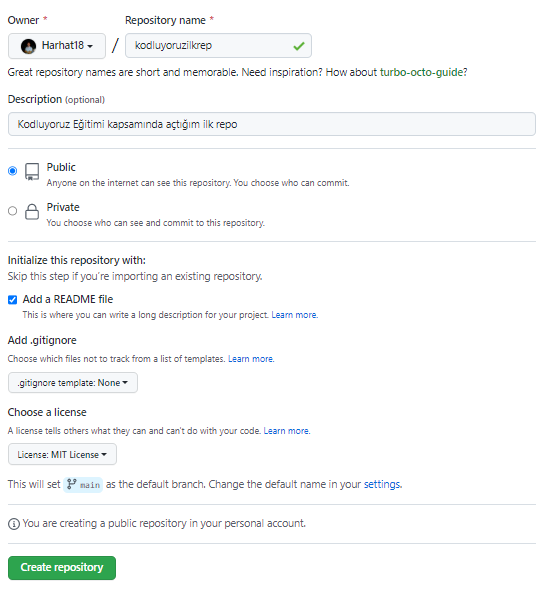 Owner * Repository name *
Harhat18 / kodluyoruzilkrep
Great repository names are short and memorable. Need inspiration? How about turbo-octo-guide?
Description (optional)
Kodluyoruz Eğitimi kapsamında açtığım ilk repo
Public
Anyone on the internet can see this repository. You choose who can commit.
Private
You choose who can see and commit to this repository.
Initialize this repository with:
Skip this step if you're importing an existing repository.
Add a README file
This is where you can write a long description for your project. Learn more.
Add .gitignore
Choose which files not to track from a list of templates. Learn more.
.gitignore template: None
Choose a license
A license tells others what they can and can't do with your code. Learn more.
License: MIT License
This will set main as the default branch. Change the default name in your settings.
You are creating a public repository in your personal account.
Create repository